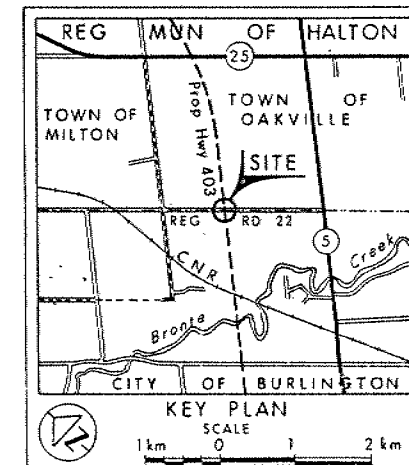 REG MUN OF HALTON
25
TOWN OF MILTON
Prop Hwy 403
TOWN OF OAKVILLE
SITE
REG RD 22
5
C.N.R.
Bronte Creek
CITY OF BURLINGTON
KEY PLAN
SCALE
1 km 0 1 2 km
N